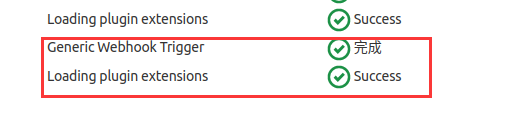 Loading plugin extensions Success
Generic Webhook Trigger 完成
Loading plugin extensions Success